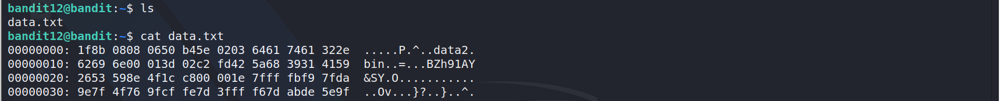 bandit12@bandit:~$ ls
data.txt
bandit12@bandit:~$ cat data.txt
00000000: 1f8b 0808 0650 b45e 0203 6461 7461 322e  .....P.^..data2.
00000010: 6269 6e00 013d 02c2 fd42 5a68 3931 4159  bin..=...BZh91AY
00000020: 2653 598e 4f1c c800 001e 7fff fbf9 7fda  &SY.O...........
00000030: 9e7f 4f76 9fcf fe7d 3fff f67d abde 5e9f  ..Ov...}?..}..^.